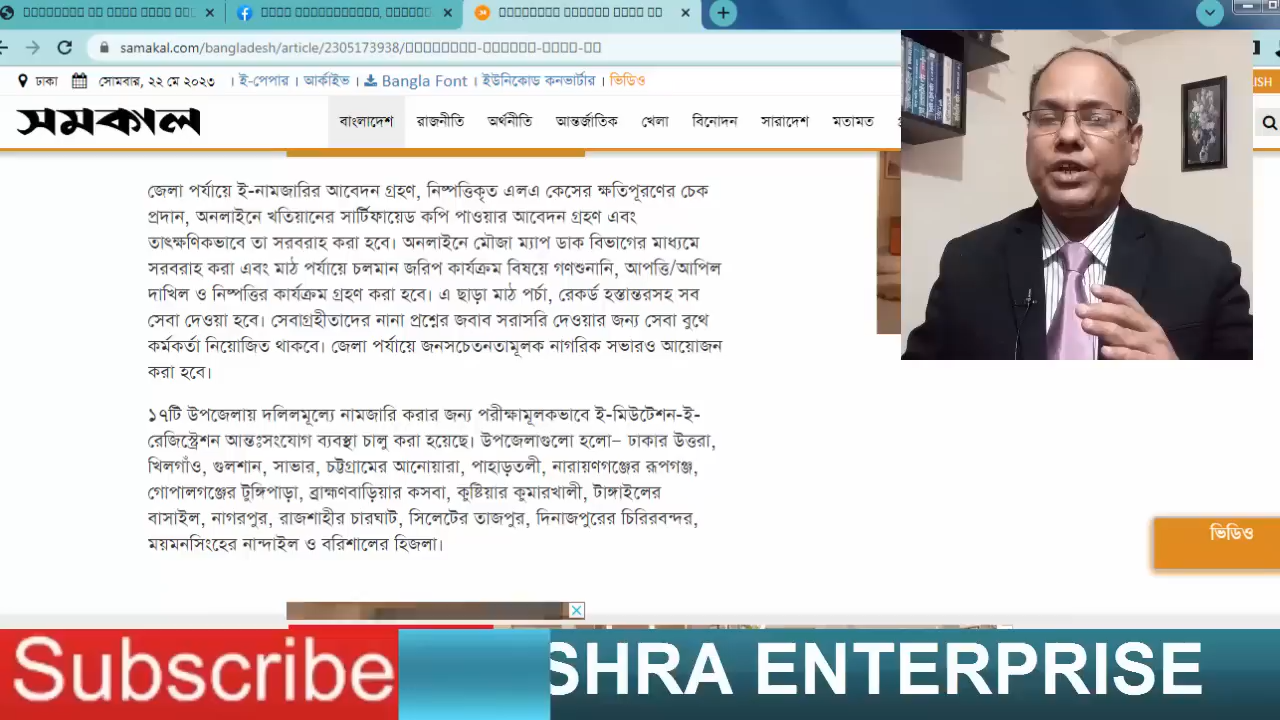 samakal.com/bangladesh/article/2305173938/
ঢাকা
সোমবার, ২২ মে ২০২৩
। ই-পেপার । আর্কাইভ । Bangla Font । ইউনিকোড কনভার্টার । ভিডিও
ISH
সমকাল
বাংলাদেশ রাজনীতি অর্থনীতি আন্তর্জাতিক খেলা বিনোদন সারাদেশ মতামত
জেলা পর্যায়ে ই-নামজারির আবেদন গ্রহণ, নিষ্পত্তিকৃত এলএ কেসের ক্ষতিপূরণের চেক
প্রদান, অনলাইনে খতিয়ানের সার্টিফায়েড কপি পাওয়ার আবেদন গ্রহণ এবং
তাৎক্ষণিকভাবে তা সরবরাহ করা হবে। অনলাইনে মৌজা ম্যাপ ডাক বিভাগের মাধ্যমে
সরবরাহ করা এবং মাঠ পর্যায়ে চলমান জরিপ কার্যক্রম বিষয়ে গণশুনানি, আপত্তি/আপিল
দাখিল ও নিষ্পত্তির কার্যক্রম গ্রহণ করা হবে। এ ছাড়া মাঠ পর্চা, রেকর্ড হস্তান্তরসহ সব
সেবা দেওয়া হবে। সেবাগ্রহীতাদের নানা প্রশ্নের জবাব সরাসরি দেওয়ার জন্য সেবা বুথে
কর্মকর্তা নিয়োজিত থাকবে। জেলা পর্যায়ে জনসচেতনতামূলক নাগরিক সভারও আয়োজন
করা হবে।
১৭টি উপজেলায় দলিলমূল্যে নামজারি করার জন্য পরীক্ষামূলকভাবে ই-মিউটেশন-ই-
রেজিস্ট্রেশন আন্তঃসংযোগ ব্যবস্থা চালু করা হয়েছে। উপজেলাগুলো হলো– ঢাকার উত্তরা,
খিলগাঁও, গুলশান, সাভার, চট্টগ্রামের আনোয়ারা, পাহাড়তলী, নারায়ণগঞ্জের রূপগঞ্জ,
গোপালগঞ্জের টুঙ্গিপাড়া, ব্রাহ্মণবাড়িয়ার কসবা, কুষ্টিয়ার কুমারখালী, টাঙ্গাইলের
বাসাইল, নাগরপুর, রাজশাহীর চারঘাট, সিলেটের তাজপুর, দিনাজপুরের চিরিরবন্দর,
ময়মনসিংহের নান্দাইল ও বরিশালের হিজলা।
ভিডিও
Subscribe
SHRA ENTERPRISE